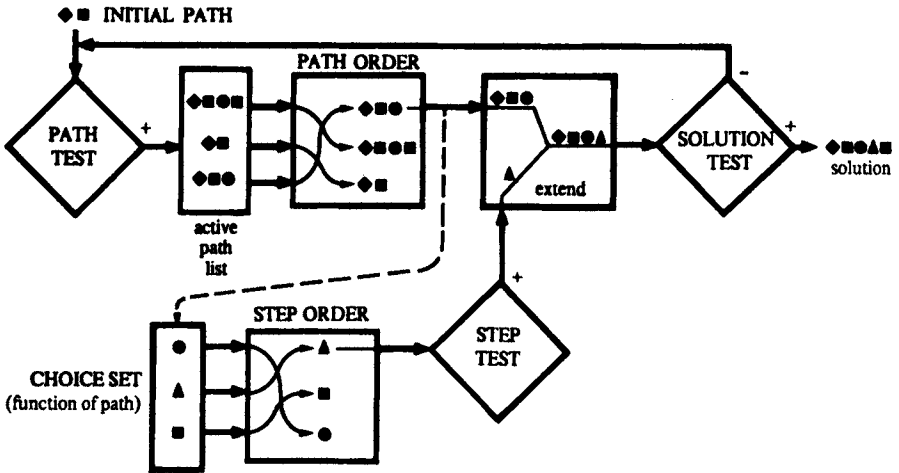 INITIAL PATH
PATH ORDER
PATH
TEST
+
active
path
list
extend
SOLUTION
TEST
-
+
solution
STEP ORDER
STEP
TEST
+
CHOICE SET
(function of path)